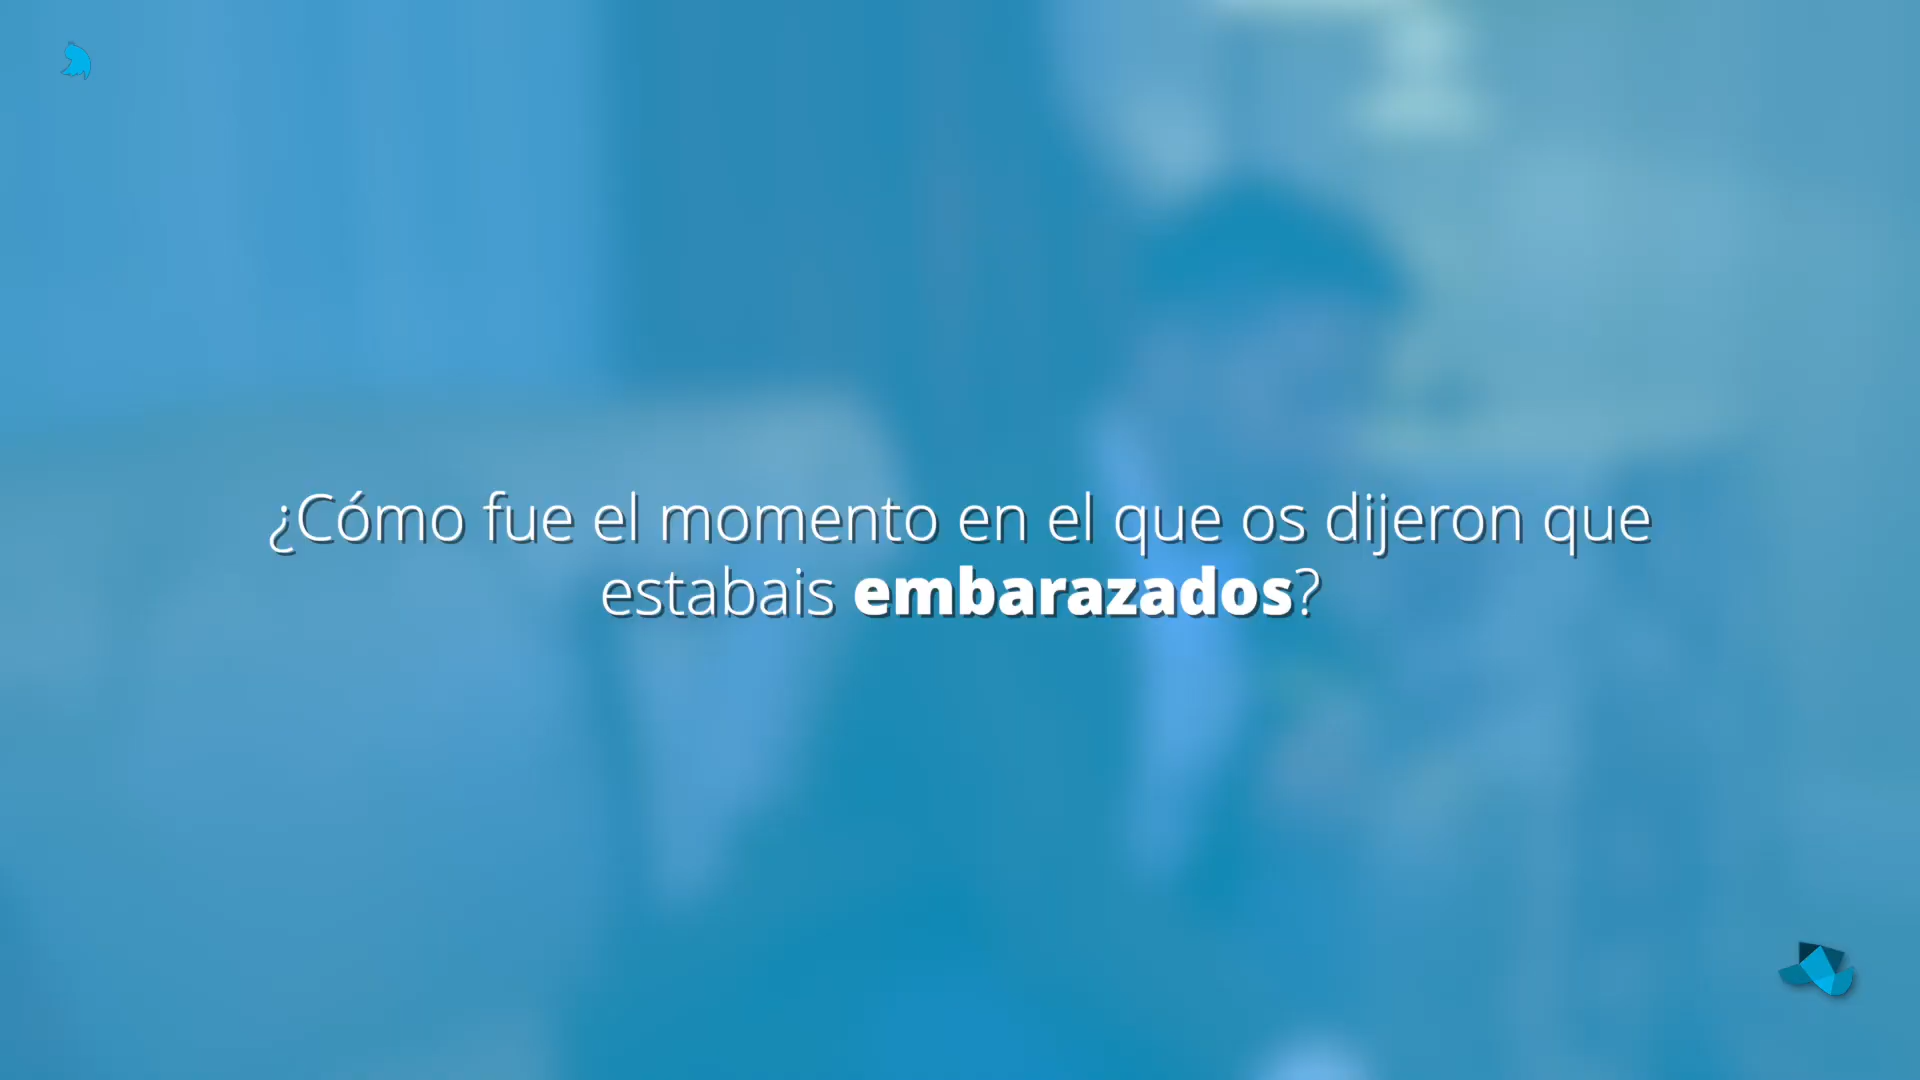 ¿Cómo fue el momento en el que os dijeron que
estabais embarazados?